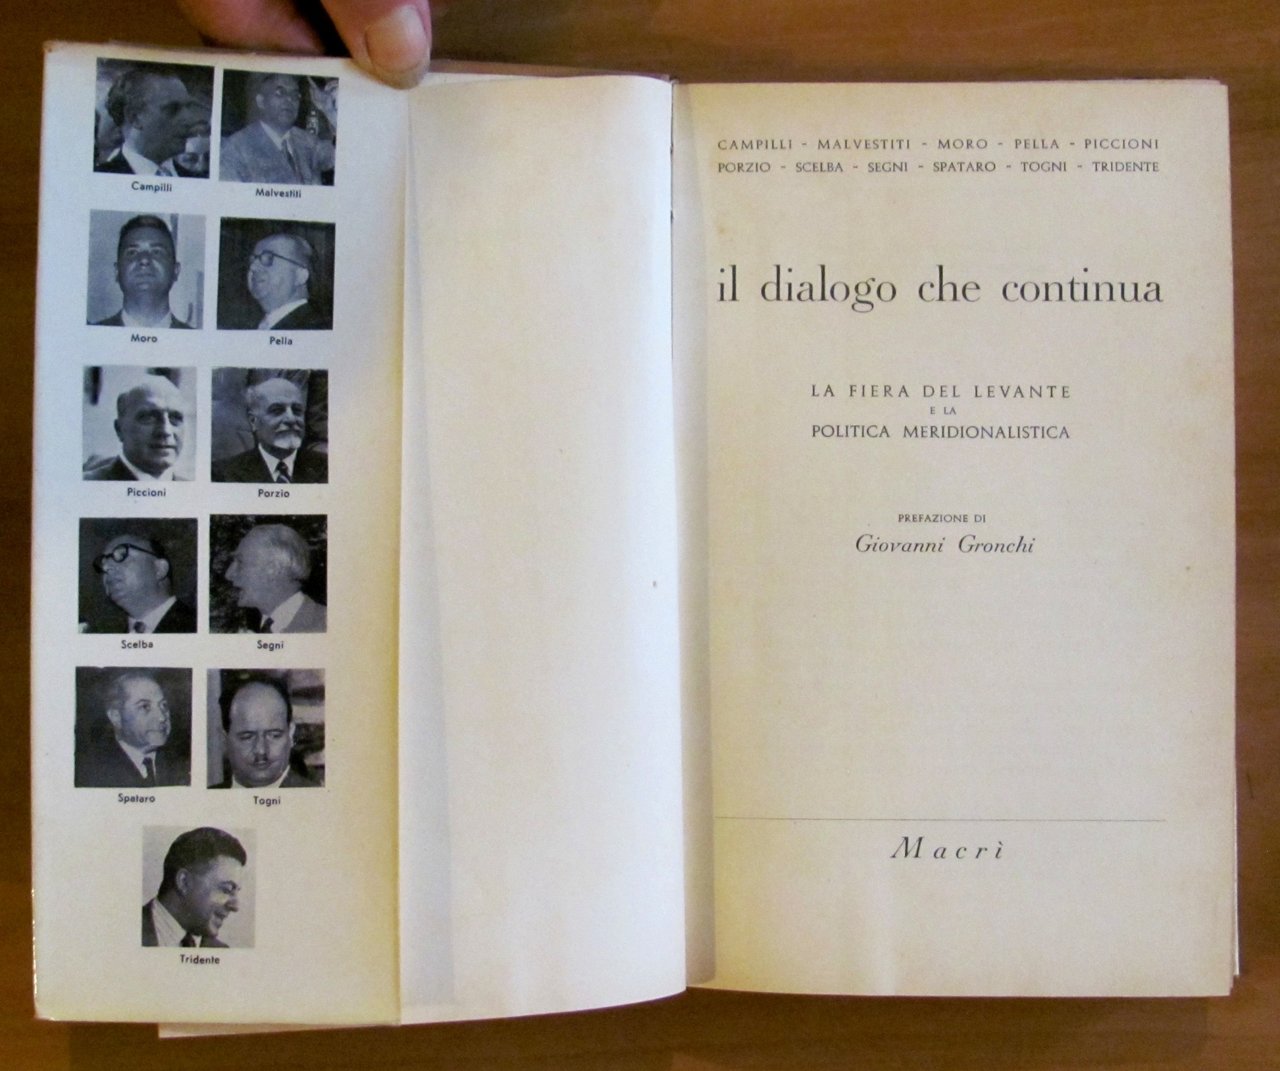 Campilli
Malvestiti
Moro
Pella
Piccioni
Porzio
Scelba
Segni
Spataro
Togni
Tridente
CAMPILLI - MALVESTITI - MORO - PELLA - PICCIONI
PORZIO - SCELBA - SEGNI - SPATARO - TOGNI - TRIDENTE
il dialogo che continua
LA FIERA DEL LEVANTE
E LA
POLITICA MERIDIONALISTICA
PREFAZIONE DI
Giovanni Gronchi
Macrì